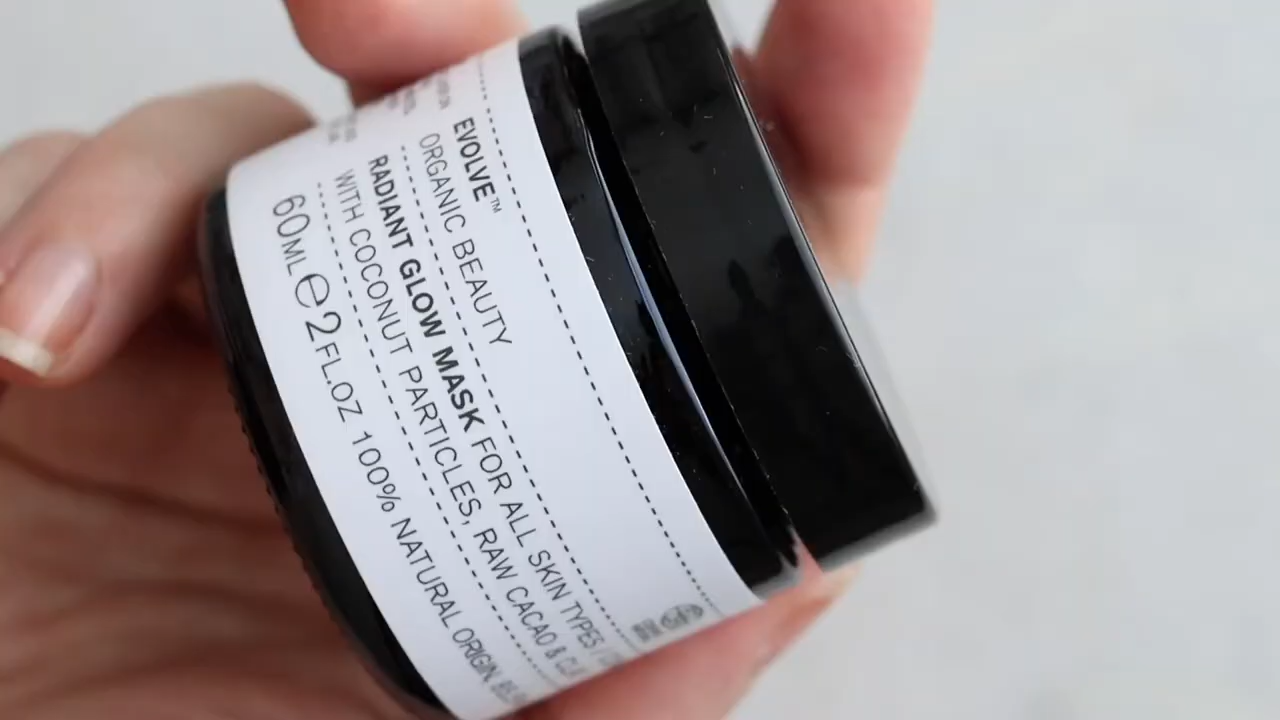 EVOLVE™
ORGANIC BEAUTY
RADIANT GLOW MASK FOR ALL SKIN TYPES /
WITH COCONUT PARTICLES, RAW CACAO &
60ML e 2FL.OZ 100% NATURAL ORIGIN,